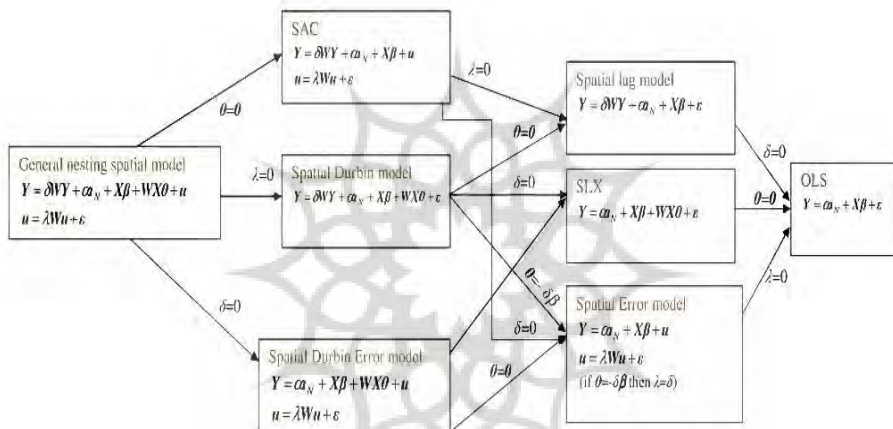 SAC
Y = δWY + αι_N + Xβ + u
u = λWu + ε
λ=0
Spatial lag model
Y = δWY + αι_N + Xβ + ε
θ=0
θ=0
δ=0
General nesting spatial model
Y = δWY + αι_N + Xβ + WXθ + u
u = λWu + ε
λ=0
Spatial Durbin model
Y = δWY + αι_N + Xβ + WXθ + ε
δ=0
SLX
Y = αι_N + Xβ + WXθ + ε
θ=0
OLS
Y = αι_N + Xβ + ε
θ=-δβ
δ=0
δ=0
λ=0
Spatial Error model
Y = αι_N + Xβ + u
u = λWu + ε
(if θ=-δβ then λ=δ)
Spatial Durbin Error model
Y = αι_N + Xβ + WXθ + u
u = λWu + ε
θ=0